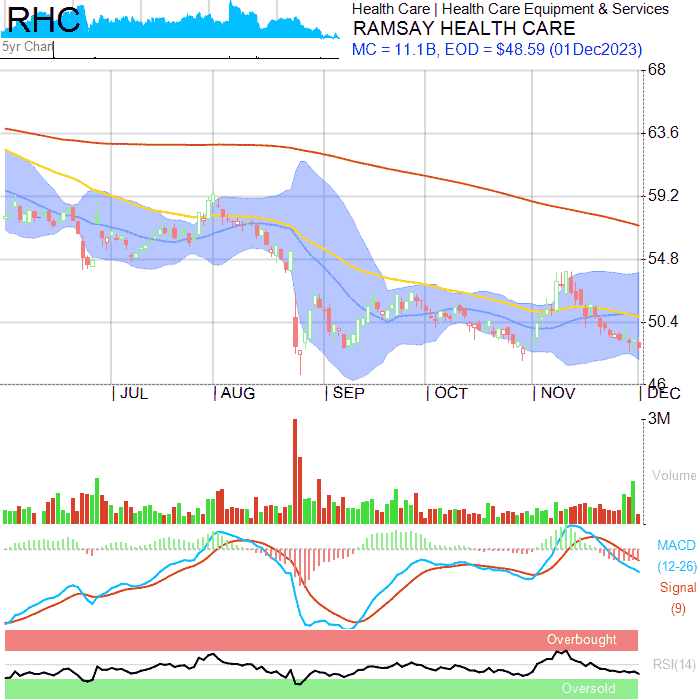 RHC
5yr Chart
Health Care | Health Care Equipment & Services
RAMSAY HEALTH CARE
MC = 11.1B, EOD = $48.59 (01Dec2023)
68
63.6
59.2
54.8
50.4
46
JUL
AUG
SEP
OCT
NOV
DEC
3M
Volume
MACD
(12-26)
Signal
(9)
Overbought
RSI(14)
Oversold